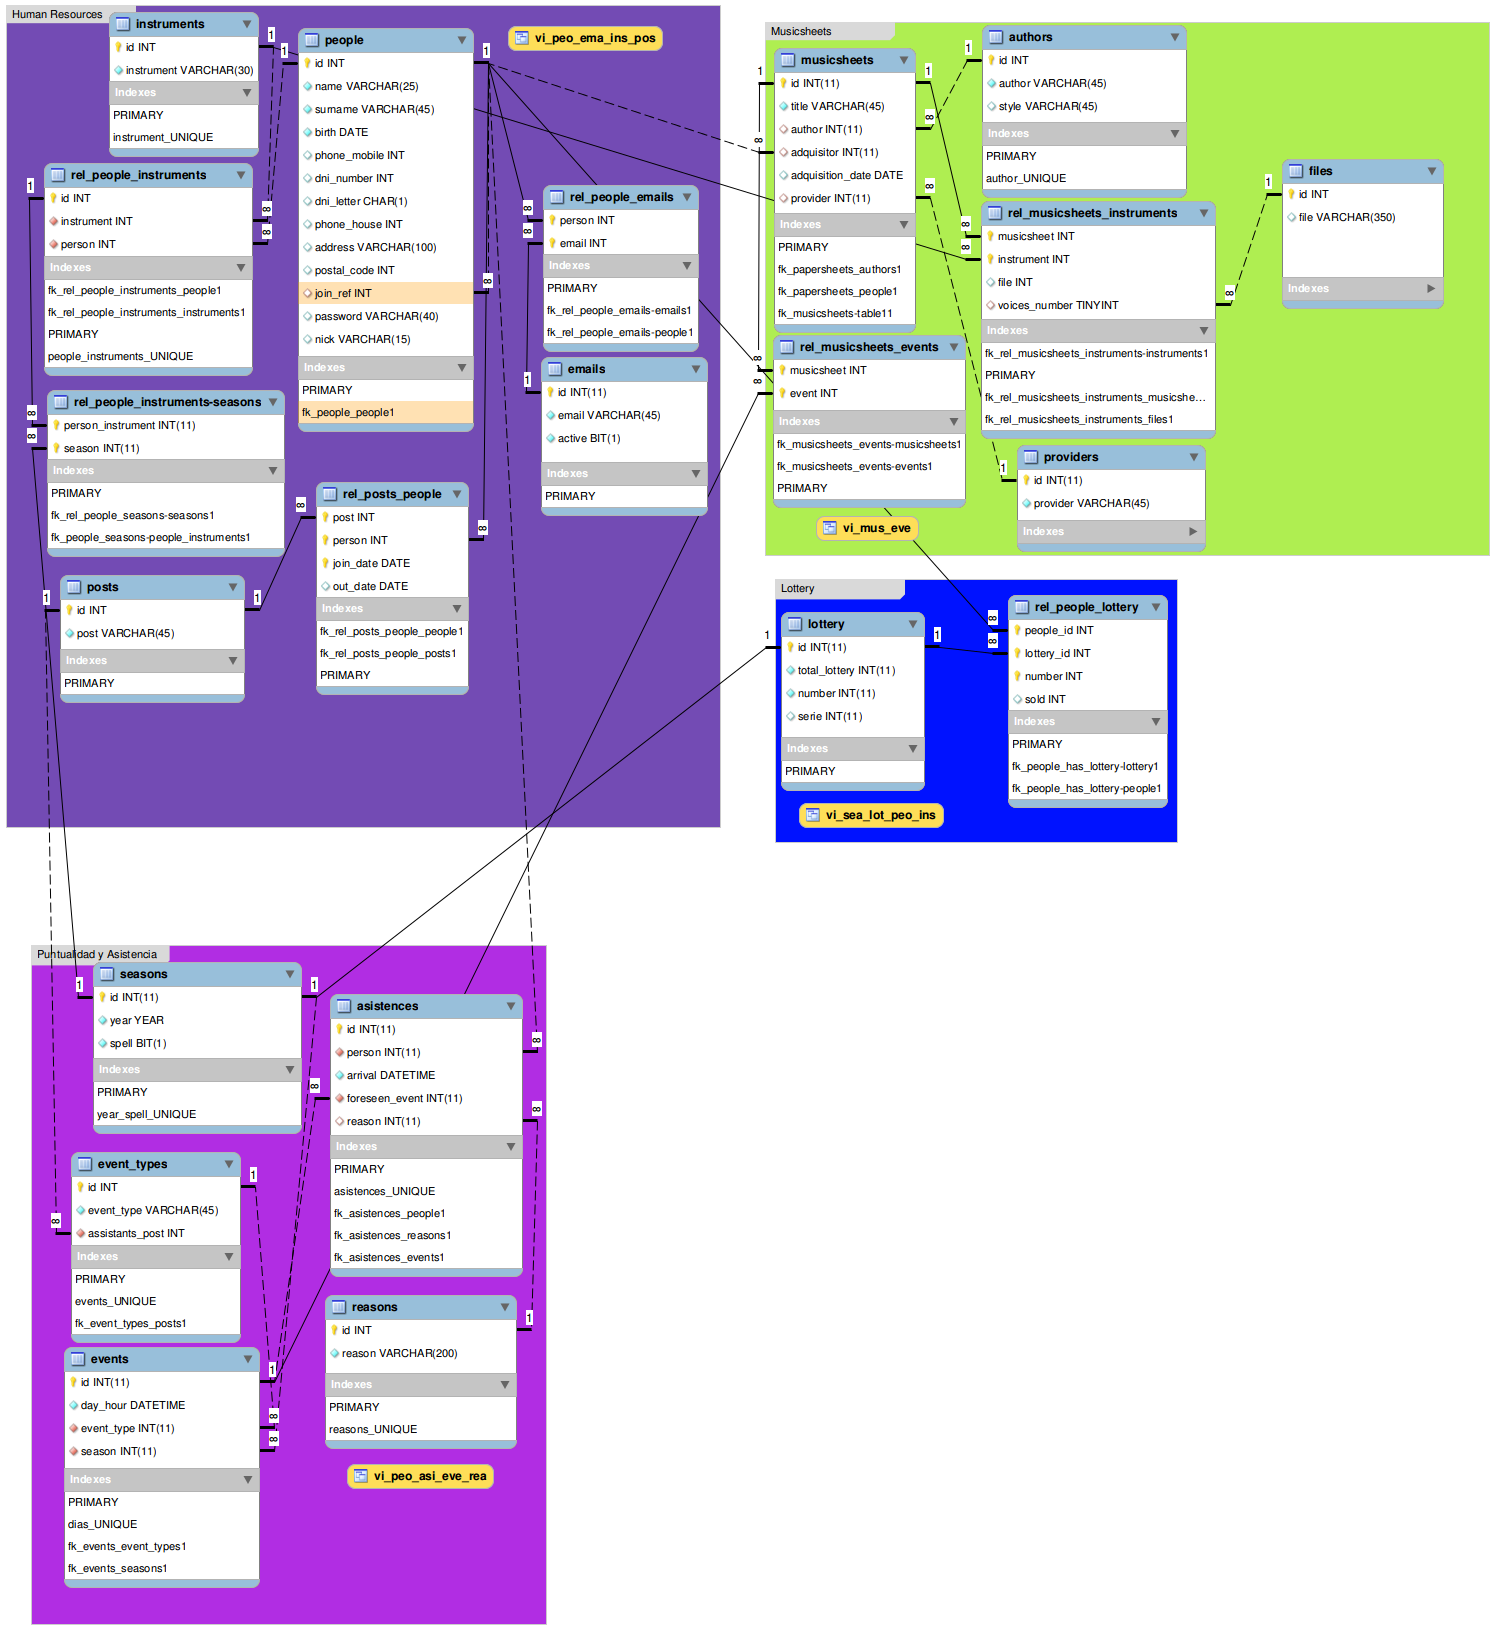 Human Resources
instruments
id INT
instrument VARCHAR(30)
Indexes
PRIMARY
instrument_UNIQUE
people
id INT
name VARCHAR(25)
surname VARCHAR(45)
birth DATE
phone_mobile INT
dni_number INT
dni_letter CHAR(1)
phone_house INT
address VARCHAR(100)
postal_code INT
join_ref INT
password VARCHAR(40)
nick VARCHAR(15)
Indexes
PRIMARY
fk_people_people1
vi_peo_ema_ins_pos
rel_people_instruments
id INT
instrument INT
person INT
Indexes
fk_rel_people_instruments_people1
fk_rel_people_instruments_instruments1
PRIMARY
people_instruments_UNIQUE
rel_people_emails
person INT
email INT
Indexes
PRIMARY
fk_rel_people_emails-emails1
fk_rel_people_emails-people1
emails
id INT(11)
email VARCHAR(45)
active BIT(1)
Indexes
PRIMARY
rel_people_instruments-seasons
person_instrument INT(11)
season INT(11)
Indexes
PRIMARY
fk_rel_people_seasons-seasons1
fk_people_seasons-people_instruments1
rel_posts_people
post INT
person INT
join_date DATE
out_date DATE
Indexes
fk_rel_posts_people_people1
fk_rel_posts_people_posts1
PRIMARY
posts
id INT
post VARCHAR(45)
Indexes
PRIMARY
Musicsheets
musicsheets
id INT(11)
title VARCHAR(45)
author INT(11)
adquisitor INT(11)
adquisition_date DATE
provider INT(11)
Indexes
PRIMARY
fk_papersheets_authors1
fk_papersheets_people1
fk_musicsheets-table11
authors
id INT
author VARCHAR(45)
style VARCHAR(45)
Indexes
PRIMARY
author_UNIQUE
files
id INT
file VARCHAR(350)
Indexes
rel_musicsheets_instruments
musicsheet INT
instrument INT
file INT
voices_number TINYINT
Indexes
fk_rel_musicsheets_instruments-instruments1
PRIMARY
fk_rel_musicsheets_instruments_musicshe...
fk_rel_musicsheets_instruments_files1
rel_musicsheets_events
musicsheet INT
event INT
Indexes
fk_musicsheets_events-musicsheets1
fk_musicsheets_events-events1
PRIMARY
providers
id INT(11)
provider VARCHAR(45)
Indexes
vi_mus_eve
Lottery
lottery
id INT(11)
total_lottery INT(11)
number INT(11)
serie INT(11)
Indexes
PRIMARY
rel_people_lottery
people_id INT
lottery_id INT
number INT
sold INT
Indexes
PRIMARY
fk_people_has_lottery-lottery1
fk_people_has_lottery-people1
vi_sea_lot_peo_ins
Puntualidad y Asistencia
seasons
id INT(11)
year YEAR
spell BIT(1)
Indexes
PRIMARY
year_spell_UNIQUE
asistences
id INT(11)
person INT(11)
arrival DATETIME
foreseen_event INT(11)
reason INT(11)
Indexes
PRIMARY
asistences_UNIQUE
fk_asistences_people1
fk_asistences_reasons1
fk_asistences_events1
event_types
id INT
event_type VARCHAR(45)
assistants_post INT
Indexes
PRIMARY
events_UNIQUE
fk_event_types_posts1
reasons
id INT
reason VARCHAR(200)
Indexes
PRIMARY
reasons_UNIQUE
events
id INT(11)
day_hour DATETIME
event_type INT(11)
season INT(11)
Indexes
PRIMARY
dias_UNIQUE
fk_events_event_types1
fk_events_seasons1
vi_peo_asi_eve_rea